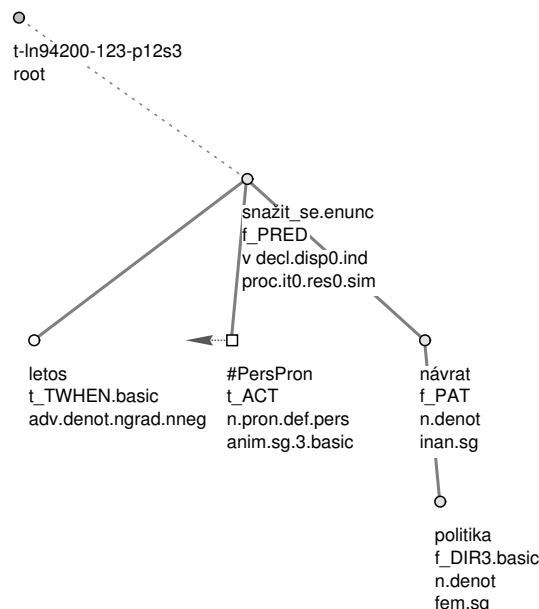 t-ln94200-123-p12s3
root
snažit_se.enunc
f_PRED
v decl.disp0.ind
proc.it0.res0.sim
letos
t_TWHEN.basic
adv.denot.ngrad.nneg
#PersPron
t_ACT
n.pron.def.pers
anim.sg.3.basic
návrat
f_PAT
n.denot
inan.sg
politika
f_DIR3.basic
n.denot
fem.sg